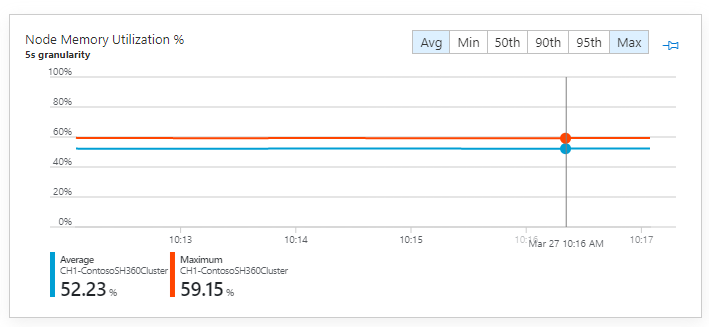 Node Memory Utilization %
5s granularity
Avg Min 50th 90th 95th Max
100%
80%
60%
40%
20%
0%
10:13 10:14 10:15 10:16 10:17
Mar 27 10:16 AM
Average Maximum
CH1-ContosoSH360Cluster CH1-ContosoSH360Cluster
52.23 % 59.15 %